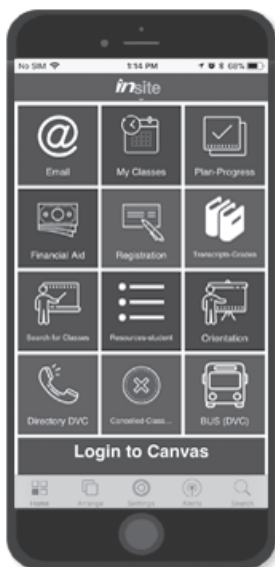 No SIM 1:14 PM 68%
insite
Email My Classes Plan-Progress
Financial Aid Registration Transcripts-Grades
Search for Classes Resources-student Orientation
Directory DVC Cancelled-Class... BUS (DVC)
Login to Canvas
Home Arrange Settings Alerts Search